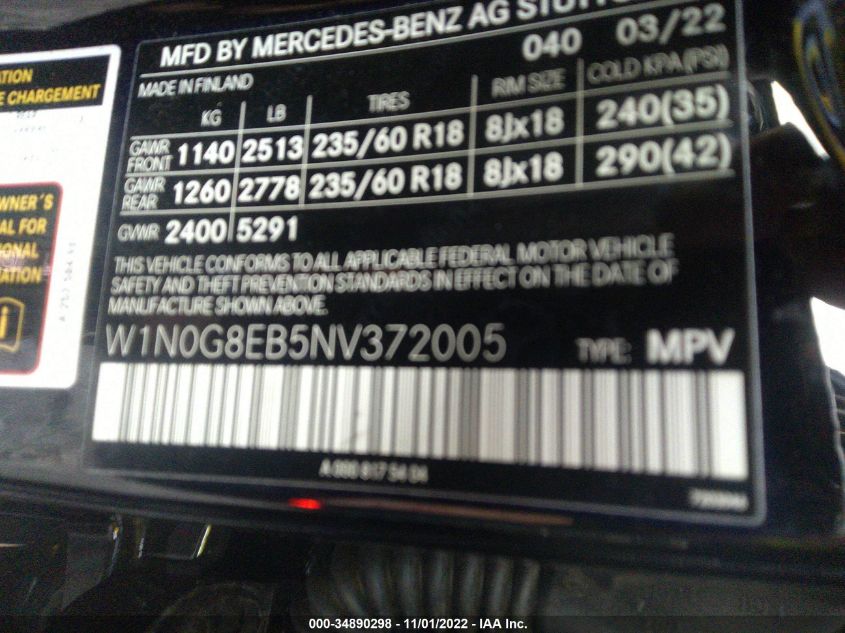 MFD BY MERCEDES-BENZ AG
040 03/22
MADE IN FINLAND
KG LB TIRES RIM SIZE COLD KPA(PSI)
GAWR FRONT 1140 2513 235/60 R18 8Jx18 240(35)
GAWR REAR 1260 2778 235/60 R18 8Jx18 290(42)
GVWR 2400 5291
THIS VEHICLE CONFORMS TO ALL APPLICABLE FEDERAL MOTOR VEHICLE
SAFETY AND THEFT PREVENTION STANDARDS IN EFFECT ON THE DATE OF
MANUFACTURE SHOWN ABOVE.
W1N0G8EB5NV372005 TYPE: MPV
CHARGEMENT
000-34890298 - 11/01/2022 - IAA Inc.